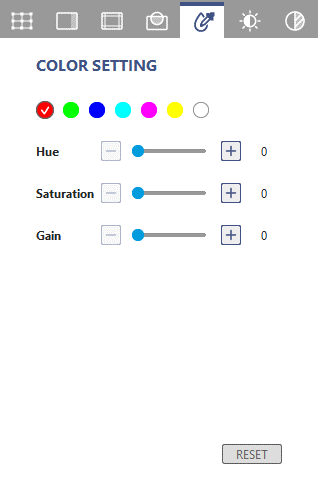 COLOR SETTING
Hue 0
Saturation 0
Gain 0
RESET